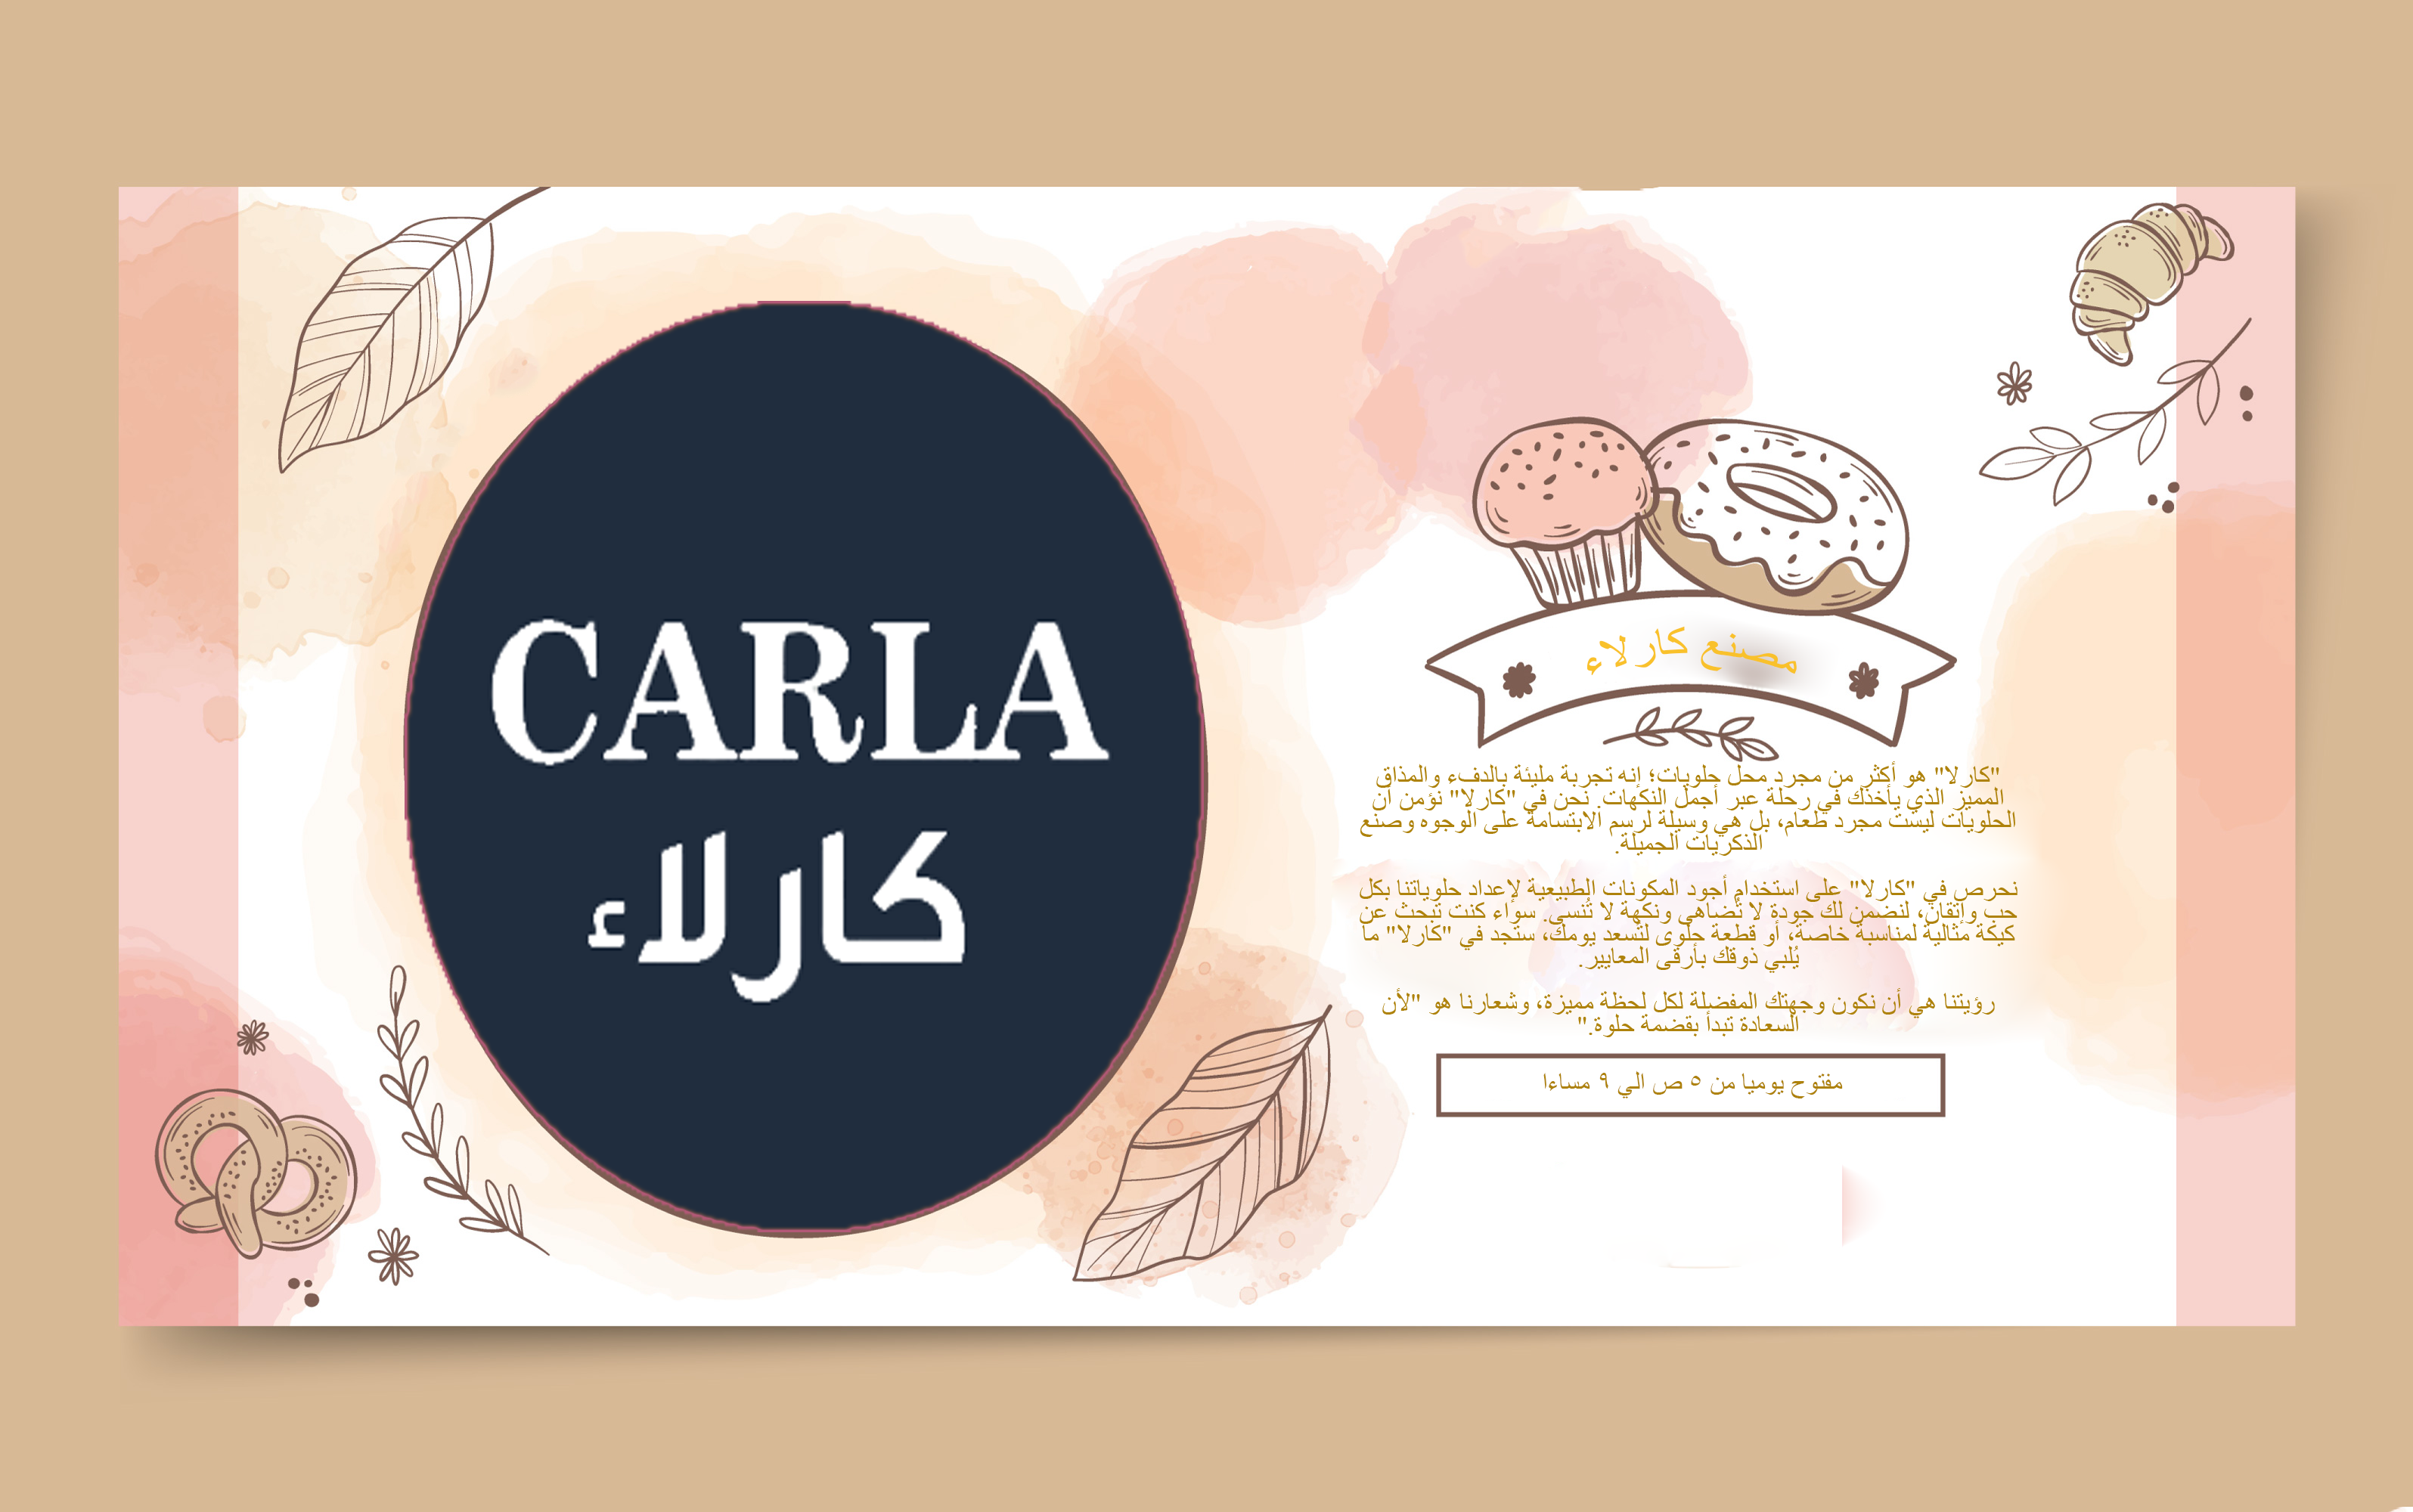 CARLA
كارلاء
مصنع كارلاء
"كارلا" هو أكثر من مجرد محل حلويات؛ إنه تجربة مليئة بالدفء والمذاق
المميز الذي يأخذك في رحلة عبر أجمل النكهات. نحن في "كارلا" نؤمن أن
الحلويات ليست مجرد طعام، بل هي وسيلة لرسم الابتسامة على الوجوه وصنع
الذكريات الجميلة.
نحرص في "كارلا" على استخدام أجود المكونات الطبيعية لإعداد حلوياتنا بكل
حب وإتقان، لنضمن لك جودة لا تُضاهى ونكهة لا تُنسى. سواء كنت تبحث عن
كيكة مثالية لمناسبة خاصة، أو قطعة حلوى لتُسعد يومك، ستجد في "كارلا" ما
يُلبي ذوقك بأرقى المعايير.
رؤيتنا هي أن نكون وجهتك المفضلة لكل لحظة مميزة، وشعارنا هو "لأن
السعادة تبدأ بقضمة حلوة."
مفتوح يوميا من ٥ ص الي ٩ مساءا